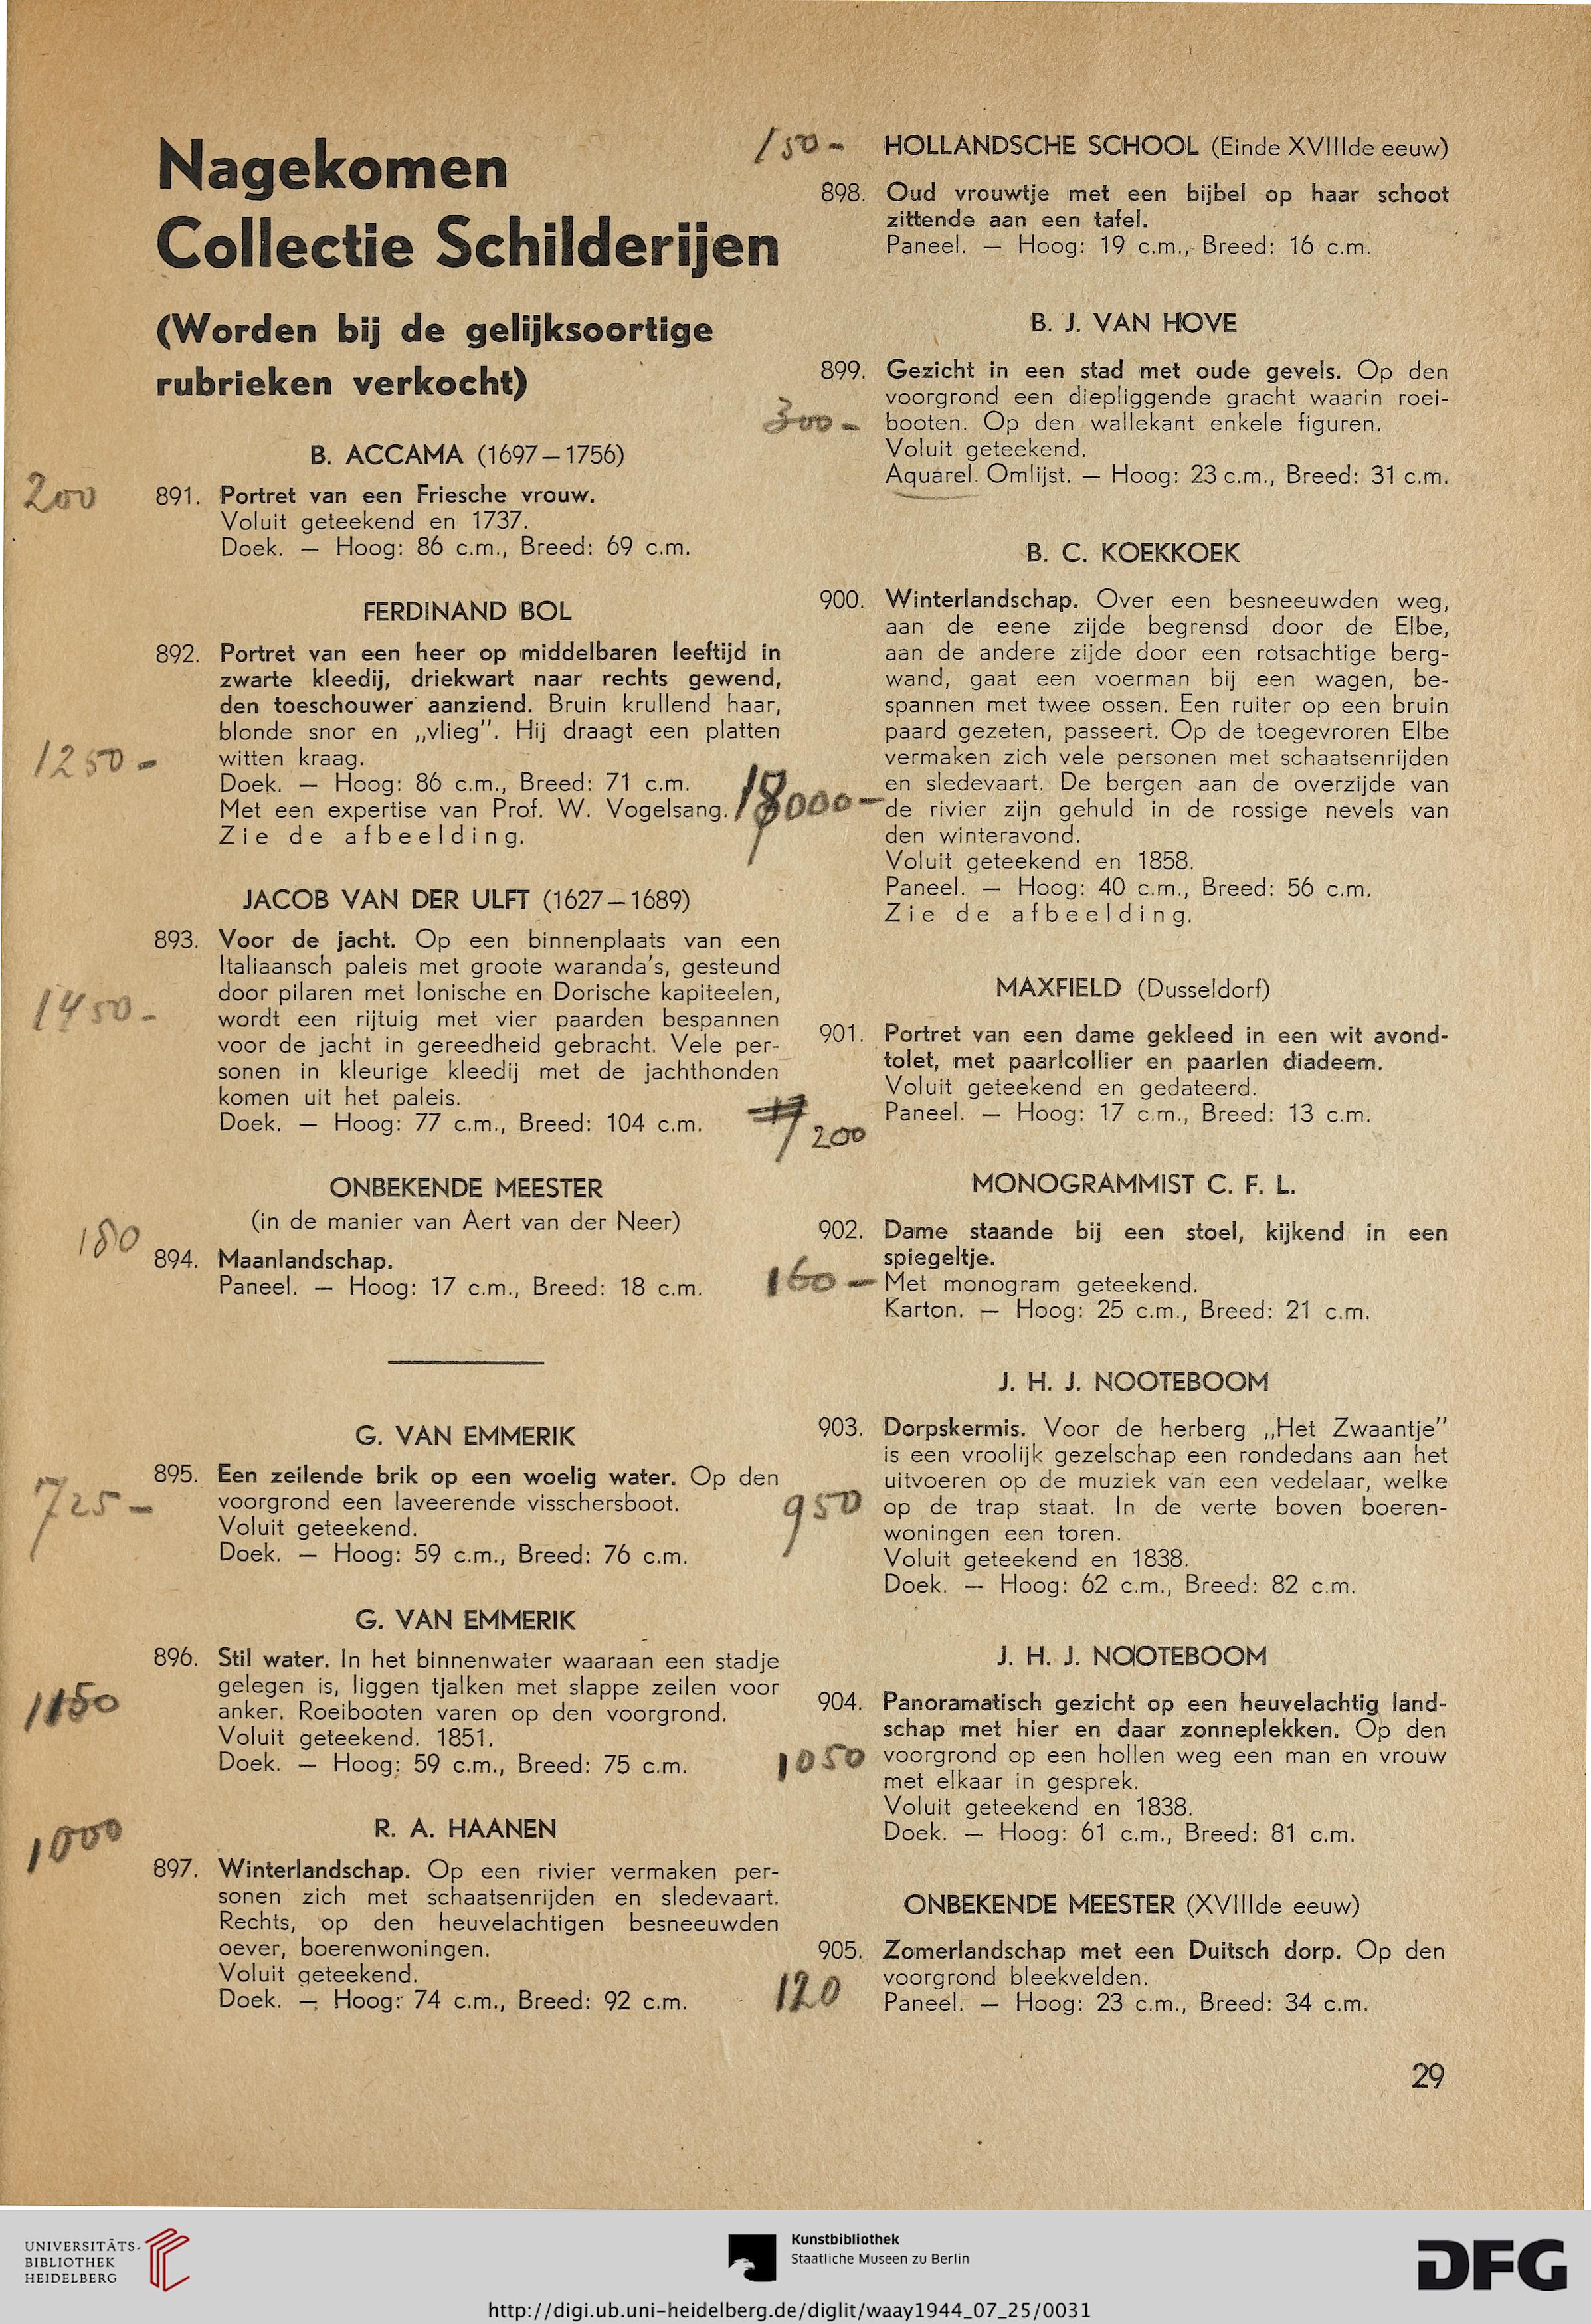 Nagekomen
Collectie Schilderijen
(Worden bij de gelijksoortige
rubrieken verkocht)
B. ACCAMA (1697–1756)
200
891. Portret van een Friesche vrouw.
Voluit geteekend en 1737.
Doek. — Hoog: 86 c.m., Breed: 69 c.m.
FERDINAND BOL
892. Portret van een heer op middelbaren leeftijd in
zwarte kleedij, driekwart naar rechts gewend,
den toeschouwer aanziend. Bruin krullend haar,
blonde snor en „vlieg”. Hij draagt een platten
1250 -
witten kraag.
Doek. — Hoog: 86 c.m., Breed: 71 c.m.
Met een expertise van Prof. W. Vogelsang.
Zie de afbeelding.
JACOB VAN DER ULFT (1627–1689)
893. Voor de jacht. Op een binnenplaats van een
Italiaansch paleis met groote waranda's, gesteund
door pilaren met Ionische en Dorische kapiteelen,
1450 -
wordt een rijtuig met vier paarden bespannen
voor de jacht in gereedheid gebracht. Vele per-
sonen in kleurige kleedij met de jachthonden
komen uit het paleis.
Doek. — Hoog: 77 c.m., Breed: 104 c.m.
ONBEKENDE MEESTER
(in de manier van Aert van der Neer)
180
894. Maanlandschap.
Paneel. — Hoog: 17 c.m., Breed: 18 c.m.
G. VAN EMMERIK
895. Een zeilende brik op een woelig water. Op den
725 -
voorgrond een laveerende visschersboot.
Voluit geteekend.
Doek. — Hoog: 59 c.m., Breed: 76 c.m.
G. VAN EMMERIK
896. Stil water. In het binnenwater waaraan een stadje
gelegen is, liggen tjalken met slappe zeilen voor
1150
anker. Roeibooten varen op den voorgrond.
Voluit geteekend. 1851.
Doek. — Hoog: 59 c.m., Breed: 75 c.m.
R. A. HAANEN
1000
897. Winterlandschap. Op een rivier vermaken per-
sonen zich met schaatsenrijden en sledevaart.
Rechts, op den heuvelachtigen besneeuwden
oever, boerenwoningen.
Voluit geteekend.
Doek. — Hoog: 74 c.m., Breed: 92 c.m.
150 -
HOLLANDSCHE SCHOOL (Einde XVIIIde eeuw)
898. Oud vrouwtje met een bijbel op haar schoot
zittende aan een tafel.
Paneel. — Hoog: 19 c.m., Breed: 16 c.m.
B. J. VAN HOVE
899. Gezicht in een stad met oude gevels. Op den
voorgrond een diepliggende gracht waarin roei-
300 -
booten. Op den wallekant enkele figuren.
Voluit geteekend.
Aquarel. Omlijst. — Hoog: 23 c.m., Breed: 31 c.m.
B. C. KOEKKOEK
900. Winterlandschap. Over een besneeuwden weg,
aan de eene zijde begrensd door de Elbe,
aan de andere zijde door een rotsachtige berg-
wand, gaat een voerman bij een wagen, be-
spannen met twee ossen. Een ruiter op een bruin
paard gezeten, passeert. Op de toegevroren Elbe
vermaken zich vele personen met schaatsenrijden
en sledevaart. De bergen aan de overzijde van
de rivier zijn gehuld in de rossige nevels van
den winteravond.
Voluit geteekend en 1858.
Paneel. — Hoog: 40 c.m., Breed: 56 c.m.
Zie de afbeelding.
MAXFIELD (Dusseldorf)
901. Portret van een dame gekleed in een wit avond-
tolet, met paarlcollier en paarlen diadeem.
Voluit geteekend en gedateerd.
Paneel. — Hoog: 17 c.m., Breed: 13 c.m.
200
MONOGRAMMIST C. F. L.
902. Dame staande bij een stoel, kijkend in een
spiegeltje.
160 -
Met monogram geteekend.
Karton. — Hoog: 25 c.m., Breed: 21 c.m.
J. H. J. NOOTEBOOM
903. Dorpskermis. Voor de herberg „Het Zwaantje”
is een vroolijk gezelschap een rondedans aan het
uitvoeren op de muziek van een vedelaar, welke
950
op de trap staat. In de verte boven boeren-
woningen een toren.
Voluit geteekend en 1838.
Doek. — Hoog: 62 c.m., Breed: 82 c.m.
J. H. J. NOOTEBOOM
904. Panoramatisch gezicht op een heuvelachtig land-
schap met hier en daar zonneplekken. Op den
1050
voorgrond op een hollen weg een man en vrouw
met elkaar in gesprek.
Voluit geteekend en 1838.
Doek. — Hoog: 61 c.m., Breed: 81 c.m.
ONBEKENDE MEESTER (XVIIIde eeuw)
905. Zomerlandschap met een Duitsch dorp. Op den
120
voorgrond bleekvelden.
Paneel. — Hoog: 23 c.m., Breed: 34 c.m.
29
UNIVERSITÄTS-
BIBLIOTHEK
HEIDELBERG
Kunstbibliothek
Staatliche Museen zu Berlin
DFG
http://digi.ub.uni-heidelberg.de/diglit/waay1944_07_25/0031